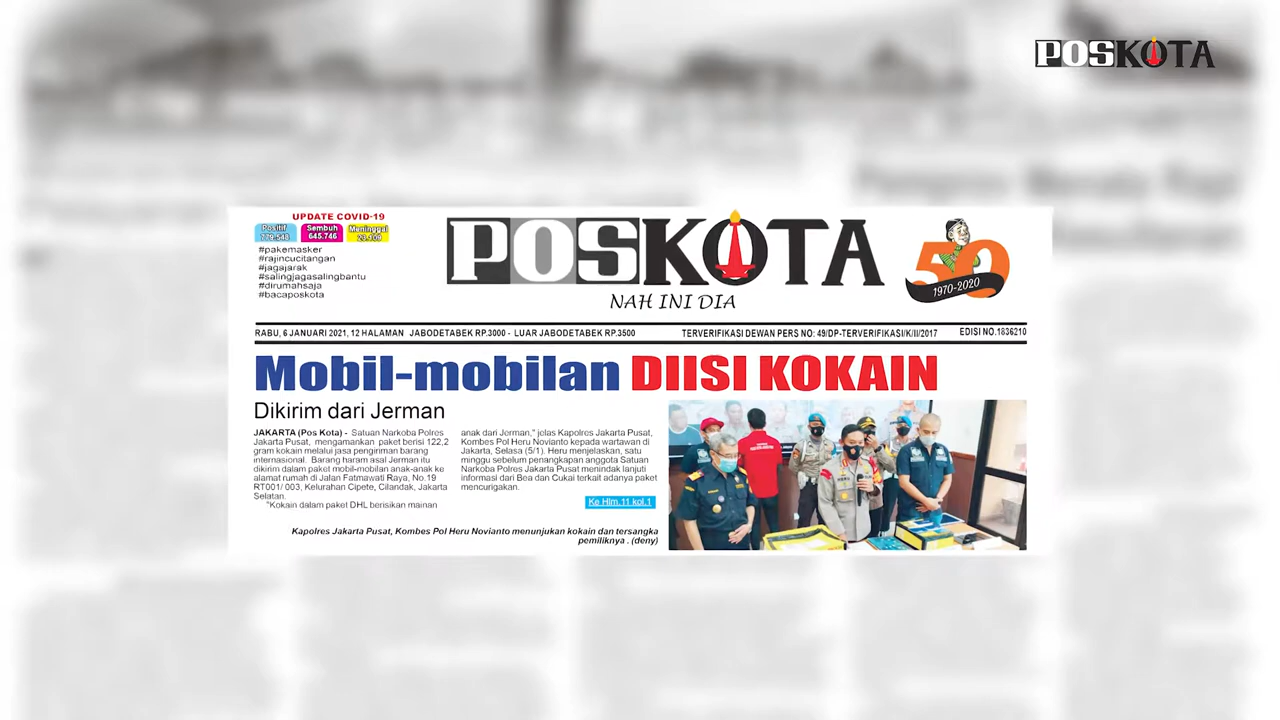 POSKOTA
UPDATE COVID-19
Positif
779.548
Sembuh
645.746
Meninggal
23.109
#pakemasker
#rajincucitangan
#jagajarak
#salingjagasalingbantu
#dirumahsaja
#bacaposkota
POSKOTA
NAH INI DIA
50
1970-2020
RABU, 6 JANUARI 2021, 12 HALAMAN JABODETABEK RP.3000 - LUAR JABODETABEK RP.3500
TERVERIFIKASI DEWAN PERS NO: 49/DP-TERVERIFIKASI/K/II/2017
EDISI NO.1836210
Mobil-mobilan DIISI KOKAIN
Dikirim dari Jerman
JAKARTA (Pos Kota) - Satuan Narkoba Polres
Jakarta Pusat, mengamankan paket berisi 122,2
gram kokain melalui jasa pengiriman barang
internasional. Barang haram asal Jerman itu
dikirim dalam paket mobil-mobilan anak-anak ke
alamat rumah di Jalan Fatmawati Raya, No.19
RT001/ 003, Kelurahan Cipete, Cilandak, Jakarta
Selatan.
"Kokain dalam paket DHL berisikan mainan
anak dari Jerman," jelas Kapolres Jakarta Pusat,
Kombes Pol Heru Novianto kepada wartawan di
Jakarta, Selasa (5/1). Heru menjelaskan, satu
minggu sebelum penangkapan anggota Satuan
Narkoba Polres Jakarta Pusat menindak lanjuti
informasi dari Bea dan Cukai terkait adanya paket
mencurigakan.
Ke Hlm.11 kol.1
Kapolres Jakarta Pusat, Kombes Pol Heru Novianto menunjukan kokain dan tersangka
pemiliknya . (deny)